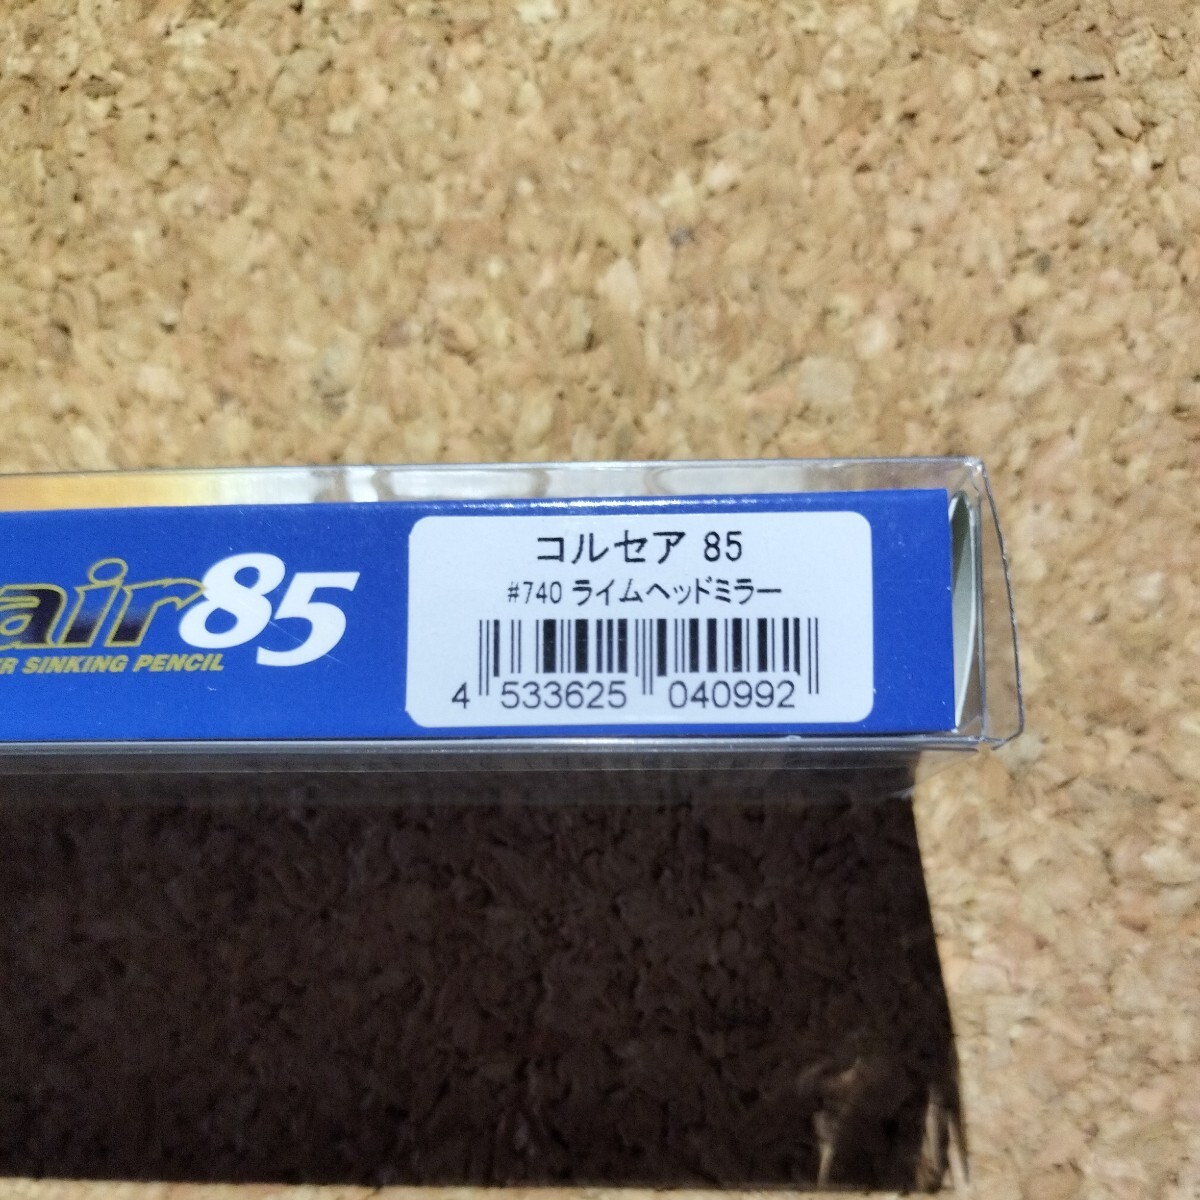 air85
SINKING PENCIL
コルセア 85
#740 ライムヘッドミラー
4 533625 040992